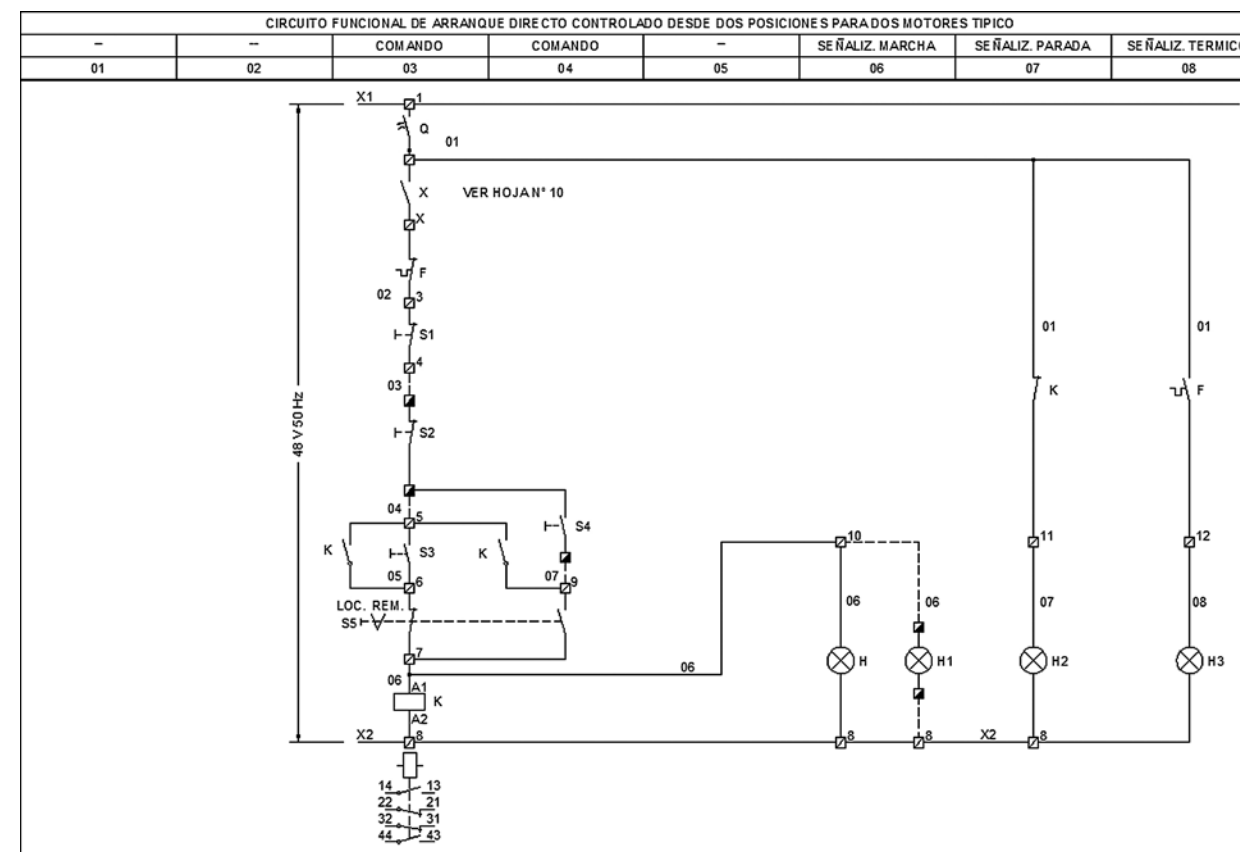 CIRCUITO FUNCIONAL DE ARRANQUE DIRECTO CONTROLADO DESDE DOS POSICIONES PARA DOS MOTORES TIPICO
– -- COMANDO COMANDO – SEÑALIZ. MARCHA SEÑALIZ. PARADA SEÑALIZ. TERMICO
01 02 03 04 05 06 07 08
X1 1
Q
01
X VER HOJA N° 10
X
F
02 3
S1
01 01
4
03
K F
48 V 50 Hz
S2
04 5
S4
10 11 12
K S3 K
05 6 07 9
06 06 07 08
LOC. REM.
S5
7
06
H H1 H2 H3
06 A1
K
A2
X2 8 8 8 X2 8
14 13
22 21
32 31
44 43